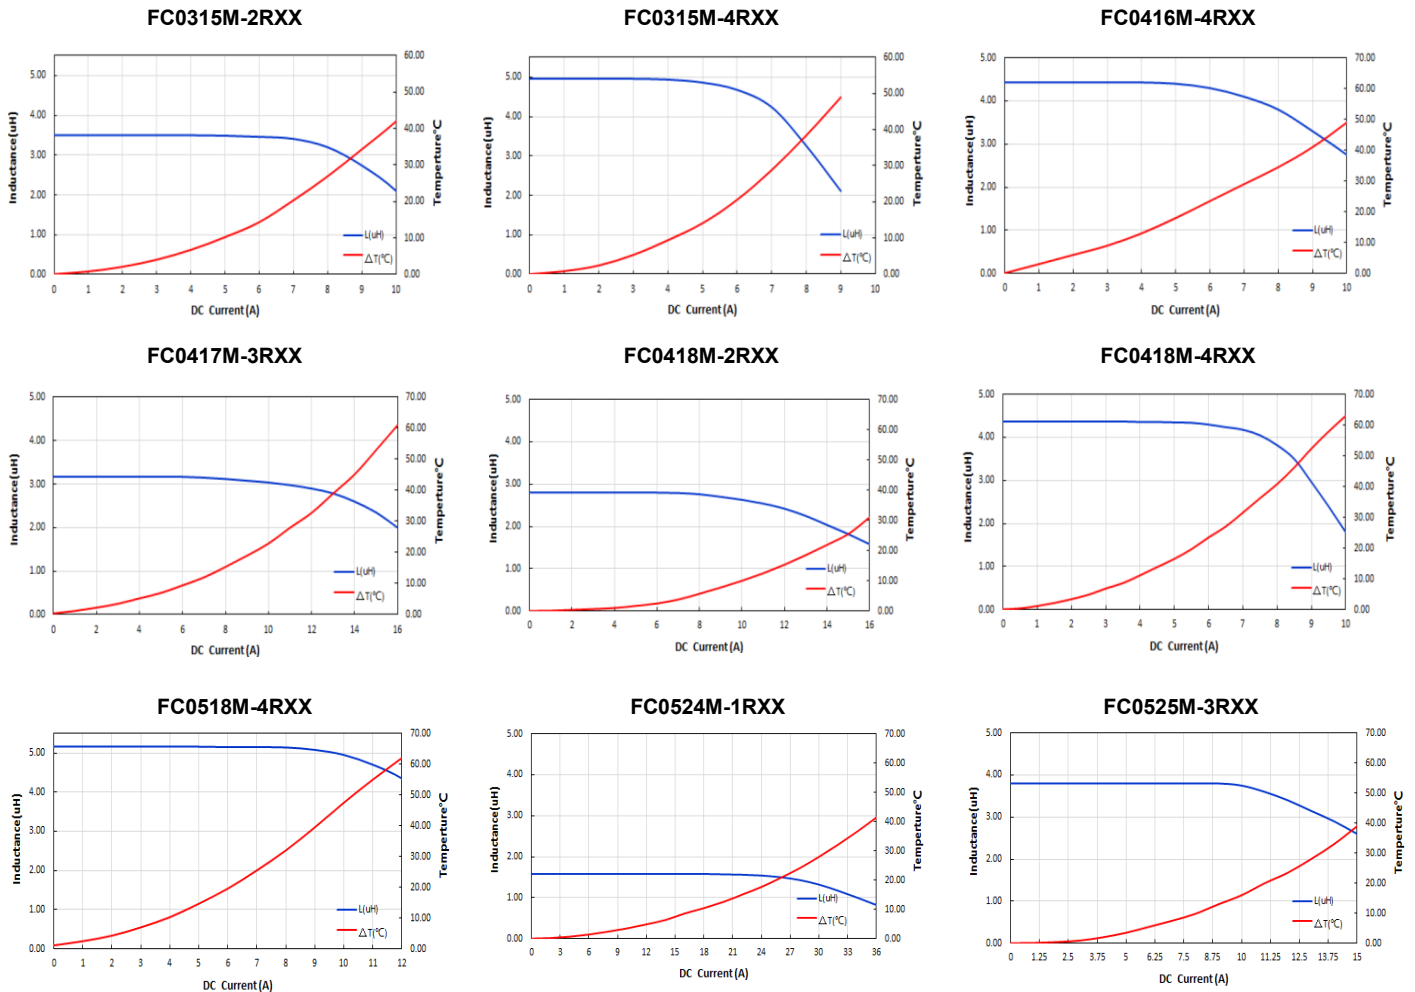 FC0315M-2RXX
FC0315M-4RXX
FC0416M-4RXX
Inductance(uH)
5.00
4.00
3.00
2.00
1.00
0.00
60.00
50.00
40.00
30.00
20.00
10.00
0.00
Temperture℃
L(uH)
△T(℃)
0 1 2 3 4 5 6 7 8 9 10
DC Current(A)
Inductance(uH)
5.00
4.00
3.00
2.00
1.00
0.00
60.00
50.00
40.00
30.00
20.00
10.00
0.00
Temperture℃
L(uH)
△T(℃)
0 1 2 3 4 5 6 7 8 9 10
DC Current(A)
Inductance(uH)
5.00
4.00
3.00
2.00
1.00
0.00
70.00
60.00
50.00
40.00
30.00
20.00
10.00
0.00
Temperture℃
L(uH)
△T(℃)
0 1 2 3 4 5 6 7 8 9 10
DC Current(A)
FC0417M-3RXX
FC0418M-2RXX
FC0418M-4RXX
Inductance(uH)
5.00
4.00
3.00
2.00
1.00
0.00
70.00
60.00
50.00
40.00
30.00
20.00
10.00
0.00
Temperture℃
L(uH)
△T(℃)
0 2 4 6 8 10 12 14 16
DC Current(A)
Inductance(uH)
5.00
4.00
3.00
2.00
1.00
0.00
70.00
60.00
50.00
40.00
30.00
20.00
10.00
0.00
Temperture℃
L(uH)
△T(℃)
0 2 4 6 8 10 12 14 16
DC Current(A)
Inductance(uH)
5.00
4.00
3.00
2.00
1.00
0.00
70.00
60.00
50.00
40.00
30.00
20.00
10.00
0.00
Temperture℃
L(uH)
△T(℃)
0 1 2 3 4 5 6 7 8 9 10
DC Current(A)
FC0518M-4RXX
FC0524M-1RXX
FC0525M-3RXX
Inductance(uH)
5.00
4.00
3.00
2.00
1.00
0.00
70.00
60.00
50.00
40.00
30.00
20.00
10.00
0.00
Temperture℃
L(uH)
△T(℃)
0 1 2 3 4 5 6 7 8 9 10 11 12
DC Current(A)
Inductance(uH)
5.00
4.00
3.00
2.00
1.00
0.00
70.00
60.00
50.00
40.00
30.00
20.00
10.00
0.00
Temperture℃
L(uH)
△T(℃)
0 3 6 9 12 15 18 21 24 27 30 33 36
DC Current(A)
Inductance(uH)
5.00
4.00
3.00
2.00
1.00
0.00
70.00
60.00
50.00
40.00
30.00
20.00
10.00
0.00
Temperture℃
L(uH)
△T(℃)
0 1.25 2.5 3.75 5 6.25 7.5 8.75 10 11.25 12.5 13.75 15
DC Current(A)